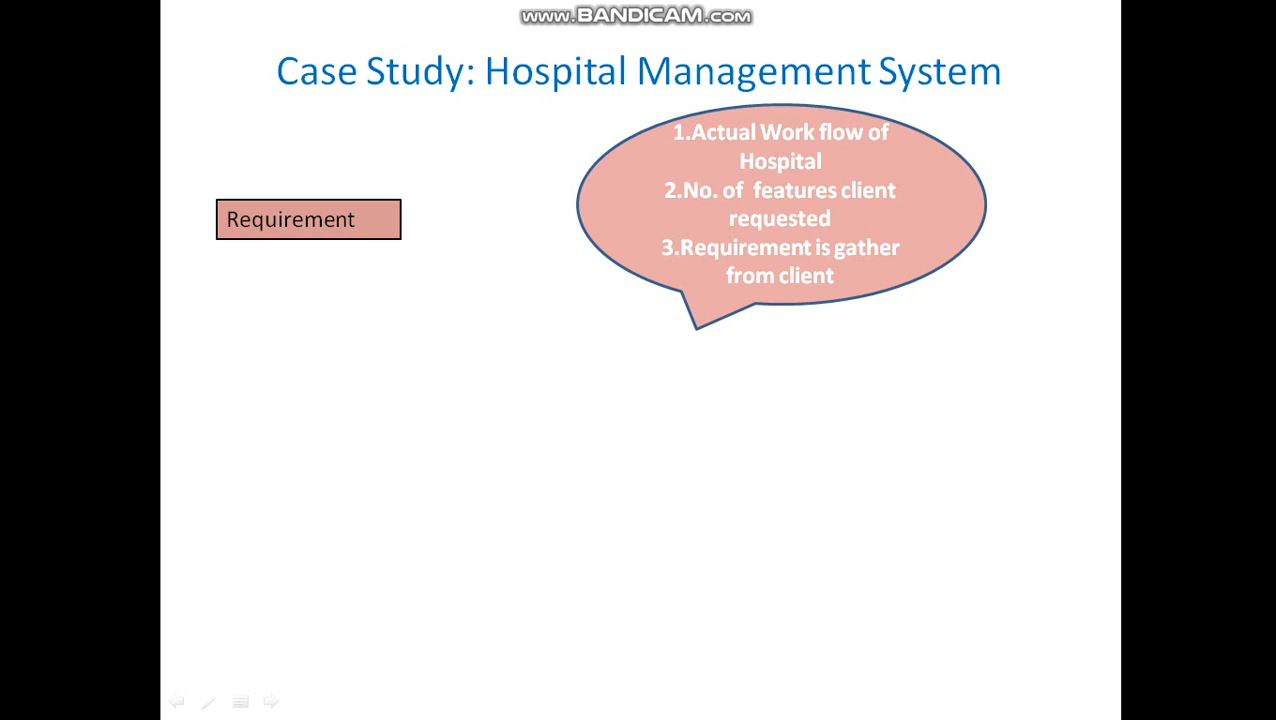 www.BANDICAM.com
Case Study: Hospital Management System
1.Actual Work flow of
Hospital
2.No. of features client
requested
3.Requirement is gather
from client
Requirement